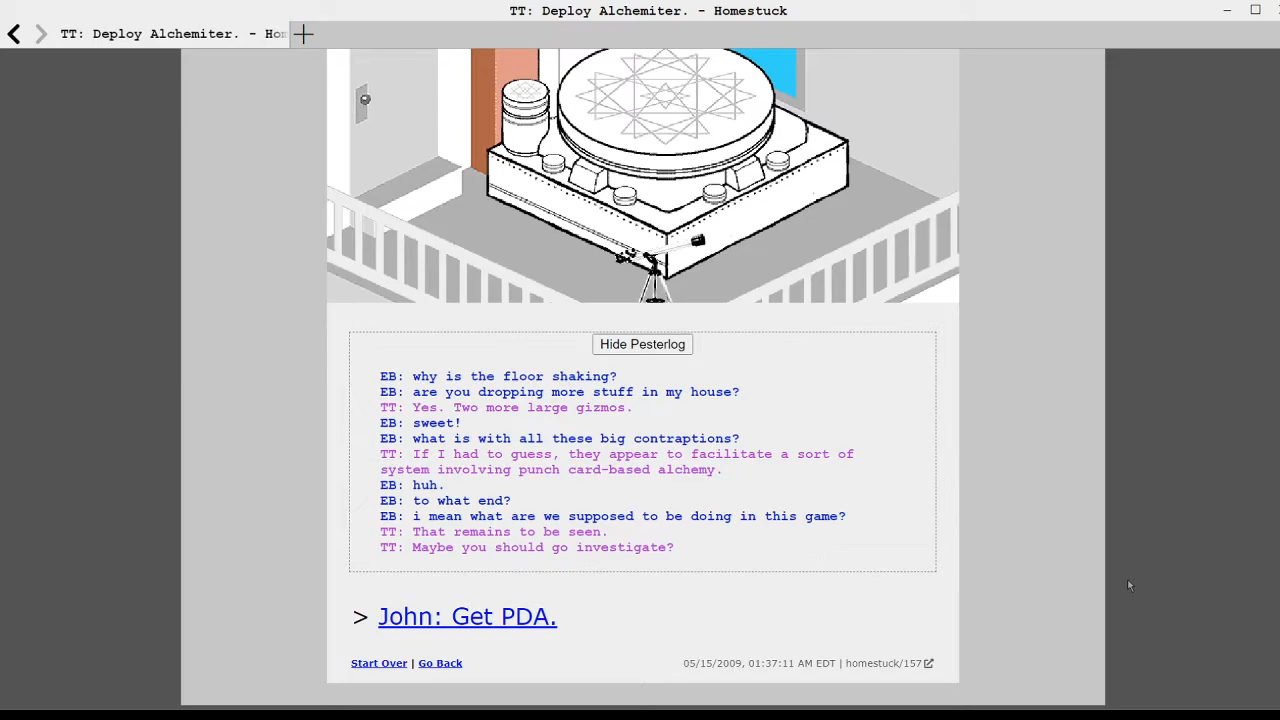 TT: Deploy Alchemiter. - Homestuck
TT: Deploy Alchemiter. - Hom
Hide Pesterlog
EB: why is the floor shaking?
EB: are you dropping more stuff in my house?
TT: Yes. Two more large gizmos.
EB: sweet!
EB: what is with all these big contraptions?
TT: If I had to guess, they appear to facilitate a sort of
system involving punch card-based alchemy.
EB: huh.
EB: to what end?
EB: i mean what are we supposed to be doing in this game?
TT: That remains to be seen.
TT: Maybe you should go investigate?
> John: Get PDA.
Start Over | Go Back
05/15/2009, 01:37:11 AM EDT | homestuck/157